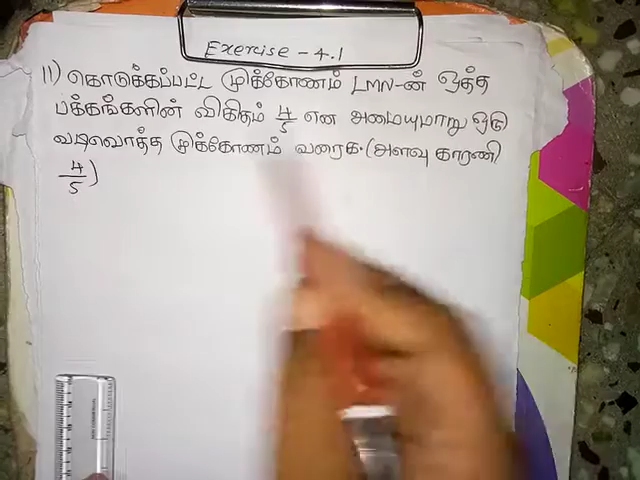 Exercise - 4.1
11) கொடுக்கப்பட்ட முக்கோணம் LMN-ன் ஒத்த
பக்கங்களின் விகிதம் 4/5 என அமையுமாறு ஒரு
வடிவொத்த முக்கோணம் வரைக. (அளவு காரணி
4/5)